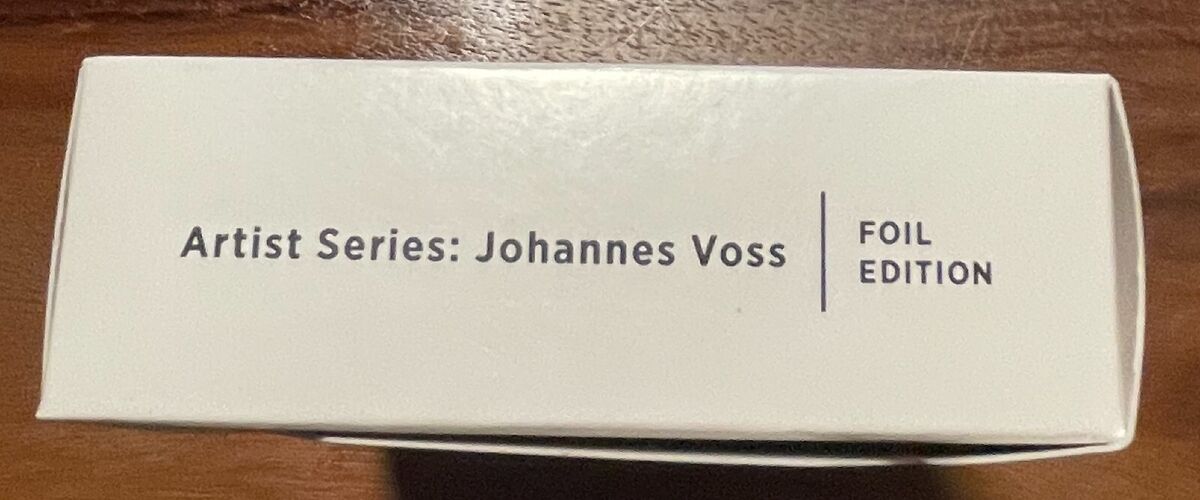 Artist Series: Johannes Voss
FOIL
EDITION